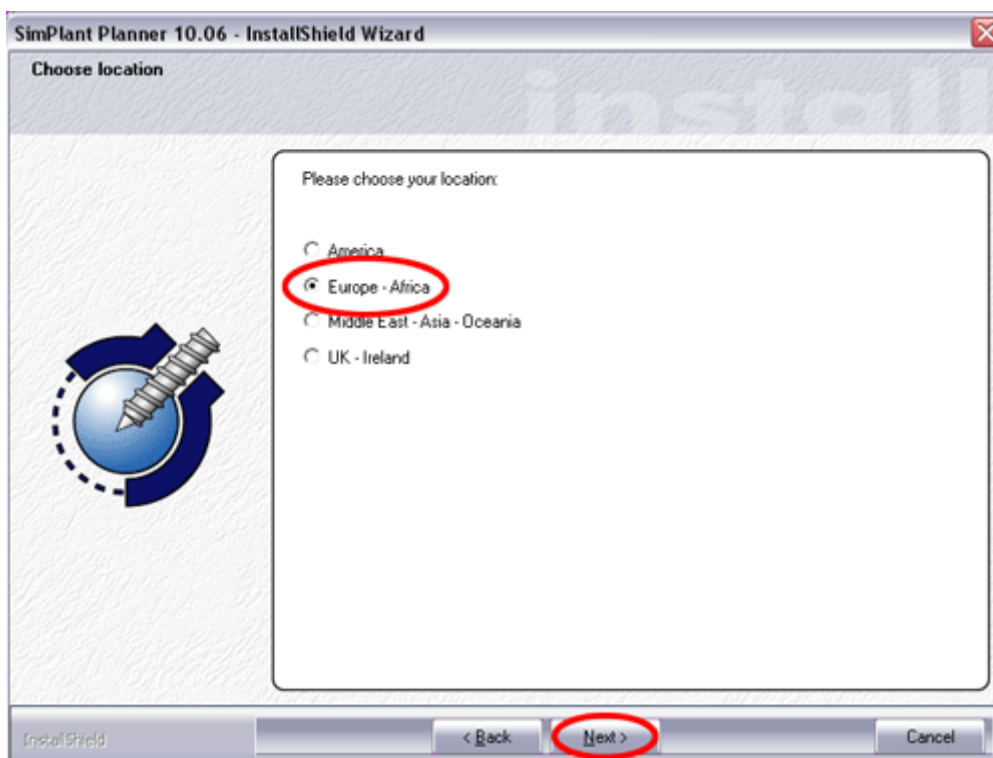 SimPlant Planner 10.06 - InstallShield Wizard
Choose location
install
Please choose your location:
America
Europe - Africa
Middle East - Asia - Oceania
UK - Ireland
InstallShield
< Back
Next >
Cancel